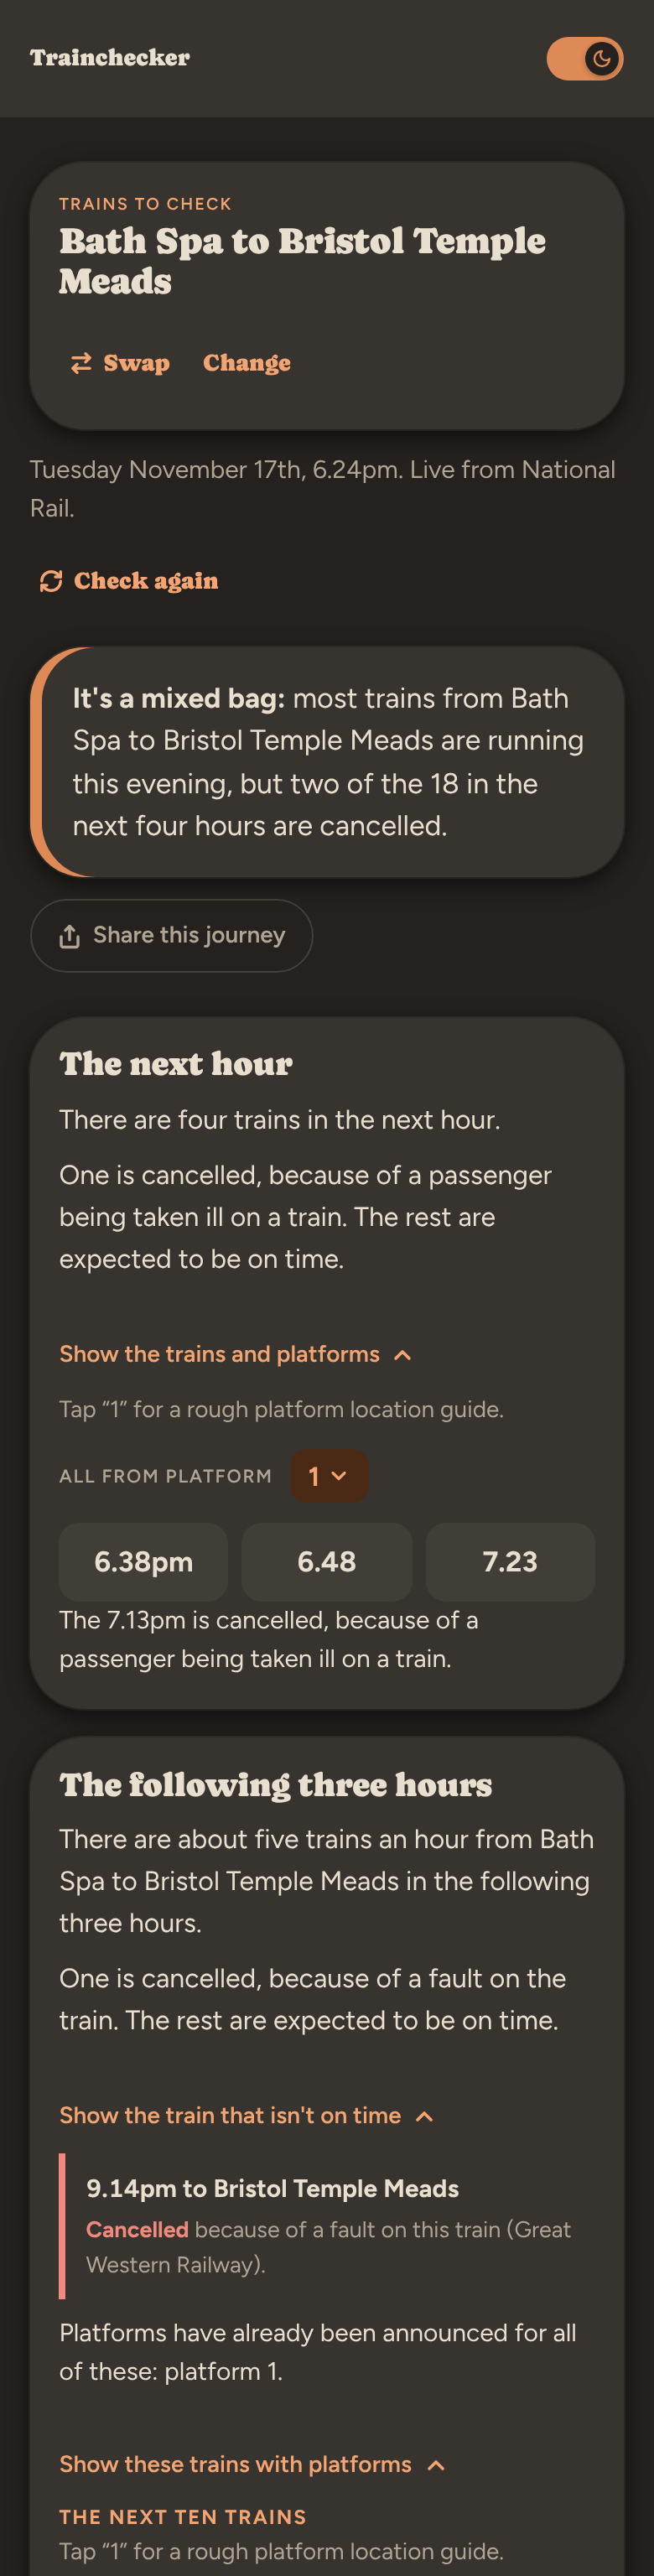 Trainchecker
TRAINS TO CHECK
Bath Spa to Bristol Temple
Meads
Swap Change
Tuesday November 17th, 6.24pm. Live from National
Rail.
Check again
It's a mixed bag: most trains from Bath
Spa to Bristol Temple Meads are running
this evening, but two of the 18 in the
next four hours are cancelled.
Share this journey
The next hour
There are four trains in the next hour.
One is cancelled, because of a passenger
being taken ill on a train. The rest are
expected to be on time.
Show the trains and platforms
Tap “1” for a rough platform location guide.
ALL FROM PLATFORM 1
6.38pm 6.48 7.23
The 7.13pm is cancelled, because of a
passenger being taken ill on a train.
The following three hours
There are about five trains an hour from Bath
Spa to Bristol Temple Meads in the following
three hours.
One is cancelled, because of a fault on the
train. The rest are expected to be on time.
Show the train that isn't on time
9.14pm to Bristol Temple Meads
Cancelled because of a fault on this train (Great
Western Railway).
Platforms have already been announced for all
of these: platform 1.
Show these trains with platforms
THE NEXT TEN TRAINS
Tap “1” for a rough platform location guide.